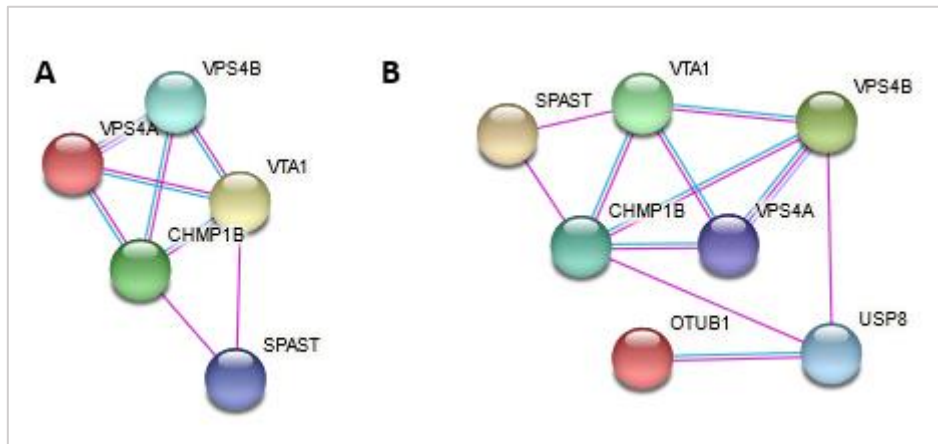 A
VPS4B
VPS4A
VTA1
CHMP1B
SPAST
B
SPAST
VTA1
VPS4B
CHMP1B
VPS4A
OTUB1
USP8